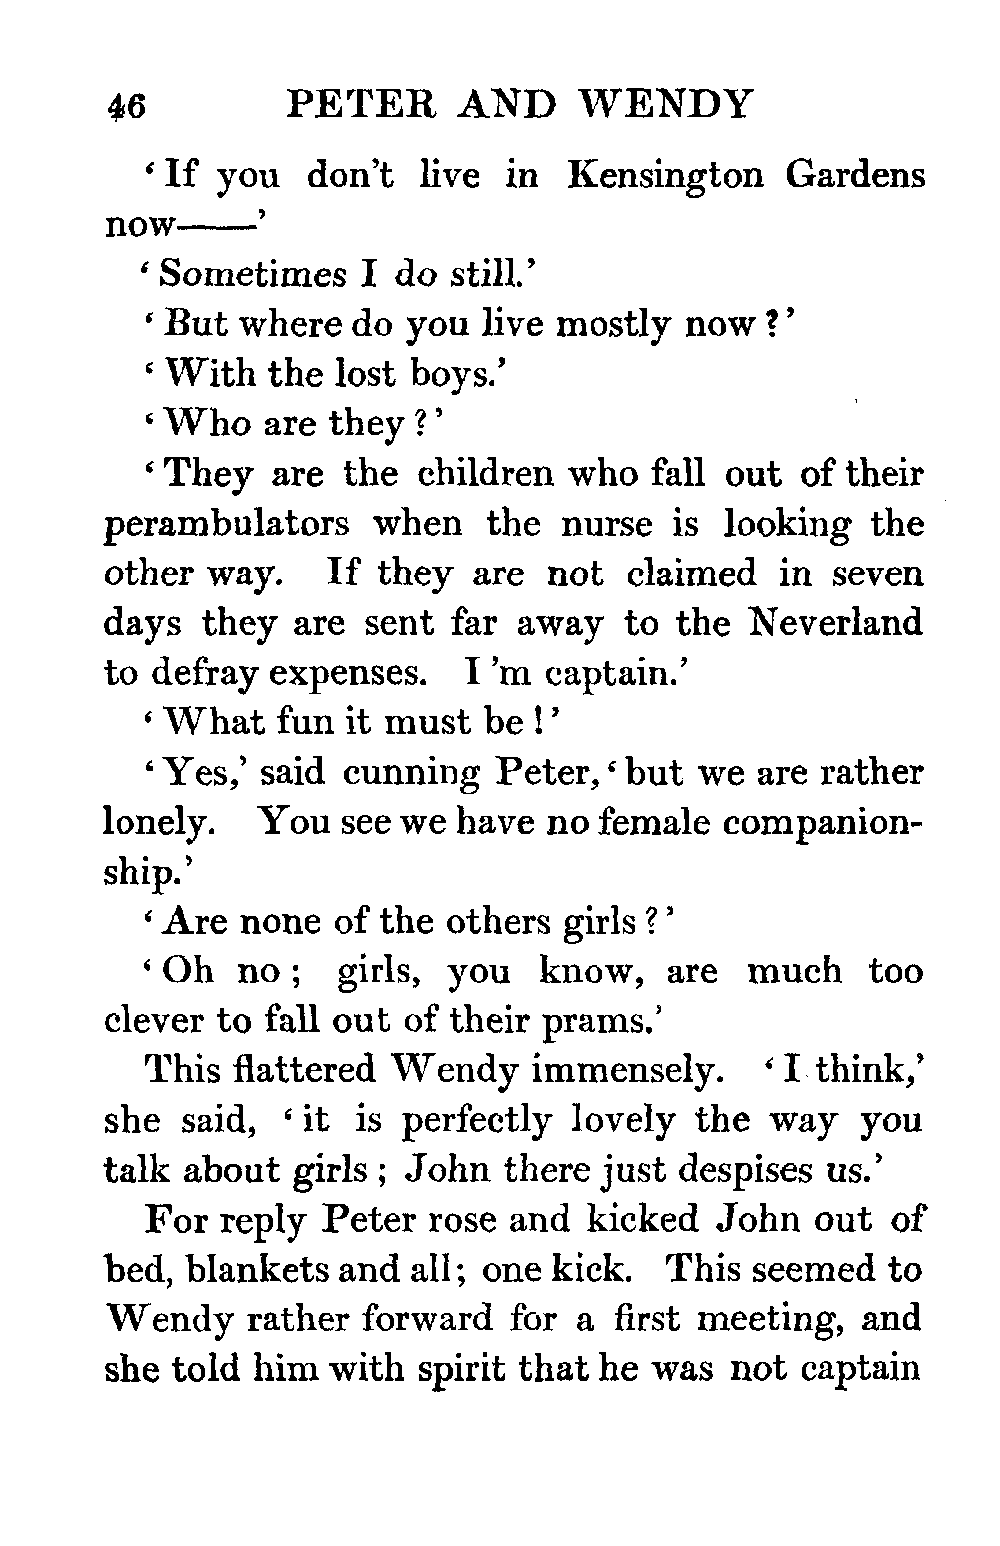 46 PETER AND WENDY
‘If you don’t live in Kensington Gardens
now——’
‘Sometimes I do still.’
‘But where do you live mostly now?’
‘With the lost boys.’
‘Who are they?’
‘They are the children who fall out of their
perambulators when the nurse is looking the
other way. If they are not claimed in seven
days they are sent far away to the Neverland
to defray expenses. I’m captain.’
‘What fun it must be!’
‘Yes,’ said cunning Peter, ‘but we are rather
lonely. You see we have no female companion-
ship.’
‘Are none of the others girls?’
‘Oh no; girls, you know, are much too
clever to fall out of their prams.’
This flattered Wendy immensely. ‘I think,’
she said, ‘it is perfectly lovely the way you
talk about girls; John there just despises us.’
For reply Peter rose and kicked John out of
bed, blankets and all; one kick. This seemed to
Wendy rather forward for a first meeting, and
she told him with spirit that he was not captain